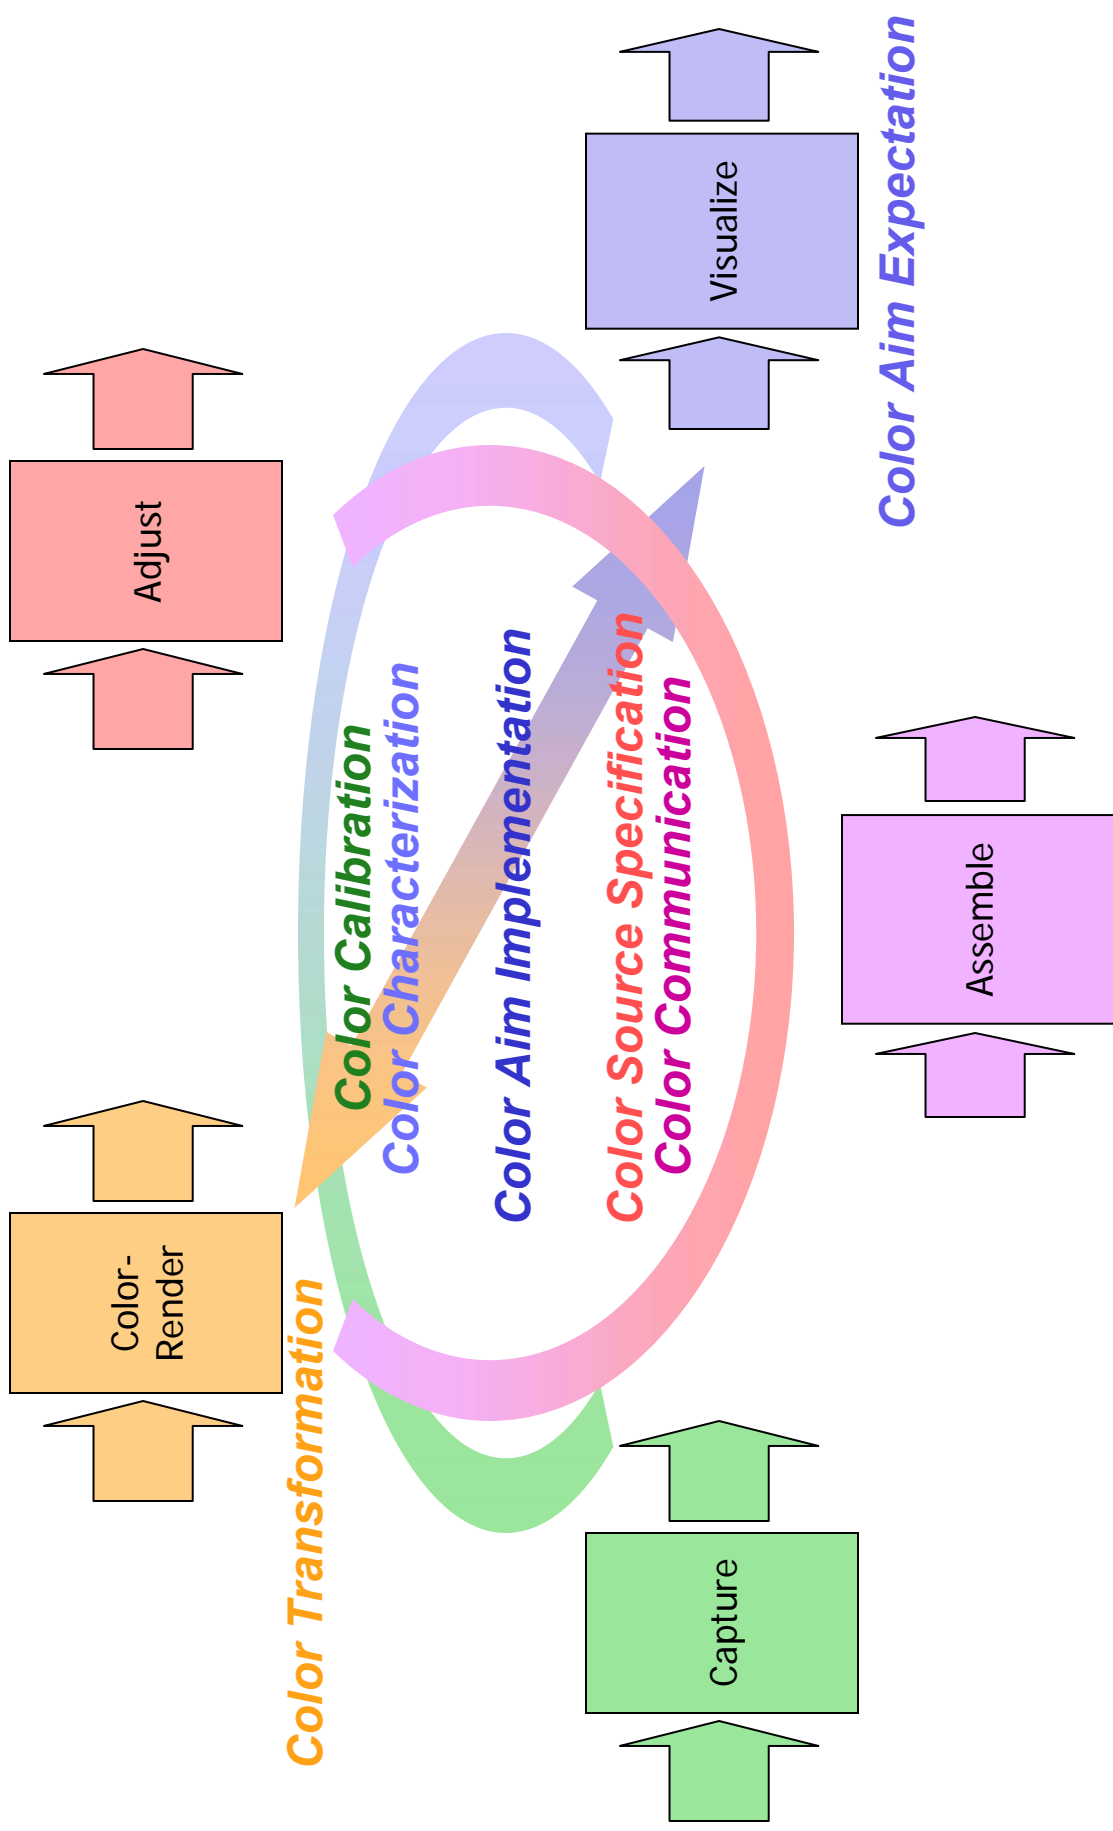 Color-
Render
Adjust
Color Transformation
Color Calibration
Color Characterization
Color Aim Implementation
Color Source Specification
Color Communication
Capture
Visualize
Color Aim Expectation
Assemble